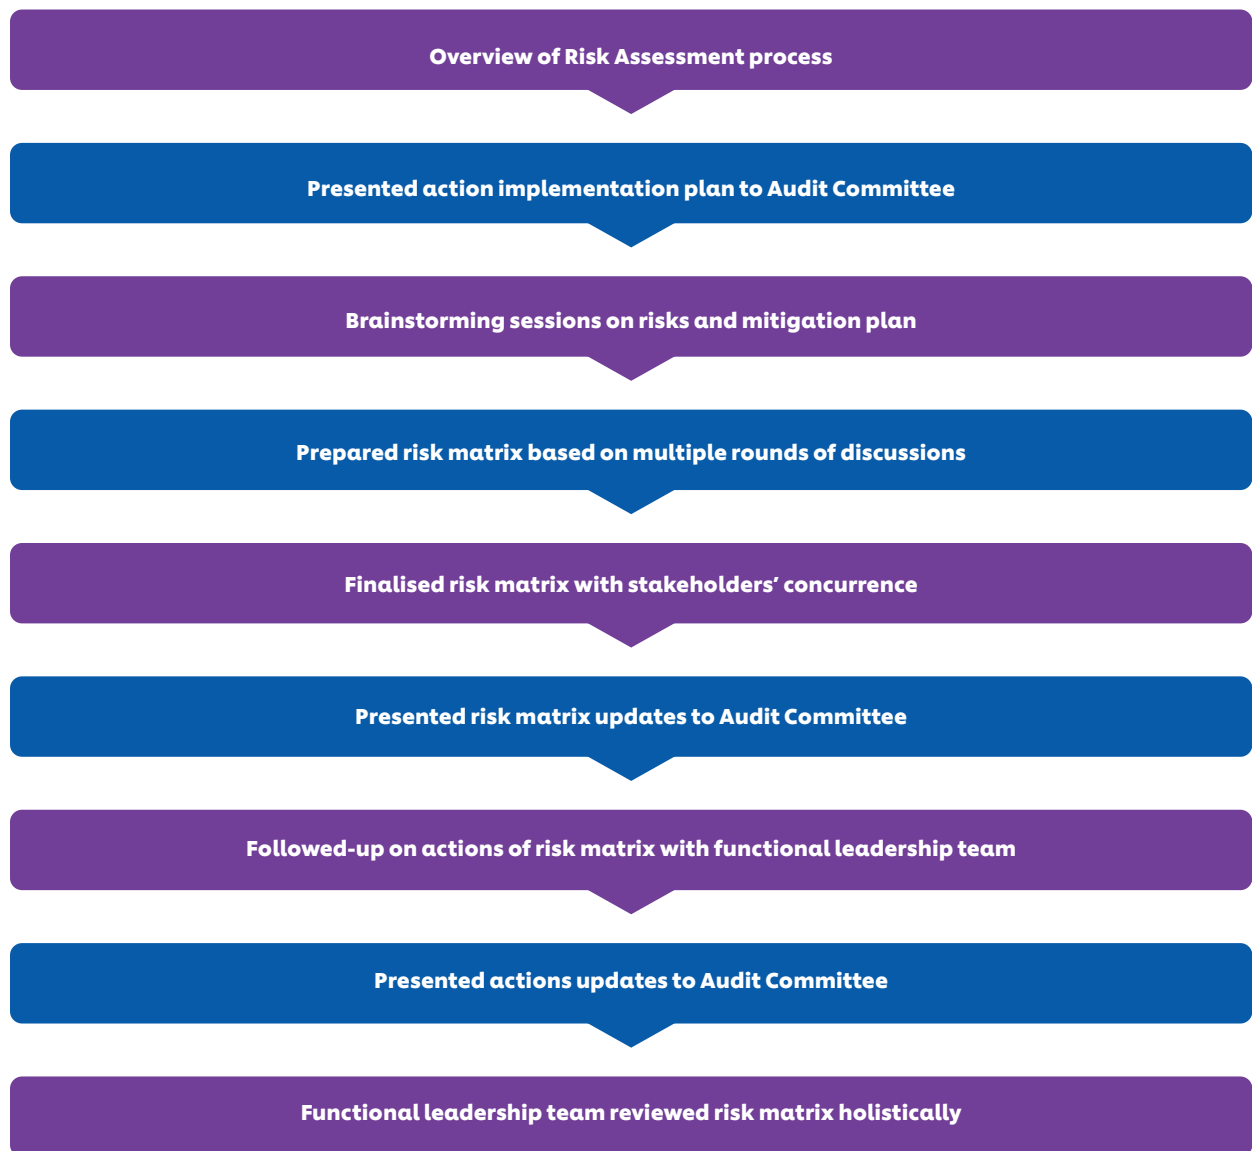 Overview of Risk Assessment process
Presented action implementation plan to Audit Committee
Brainstorming sessions on risks and mitigation plan
Prepared risk matrix based on multiple rounds of discussions
Finalised risk matrix with stakeholders’ concurrence
Presented risk matrix updates to Audit Committee
Followed-up on actions of risk matrix with functional leadership team
Presented actions updates to Audit Committee
Functional leadership team reviewed risk matrix holistically